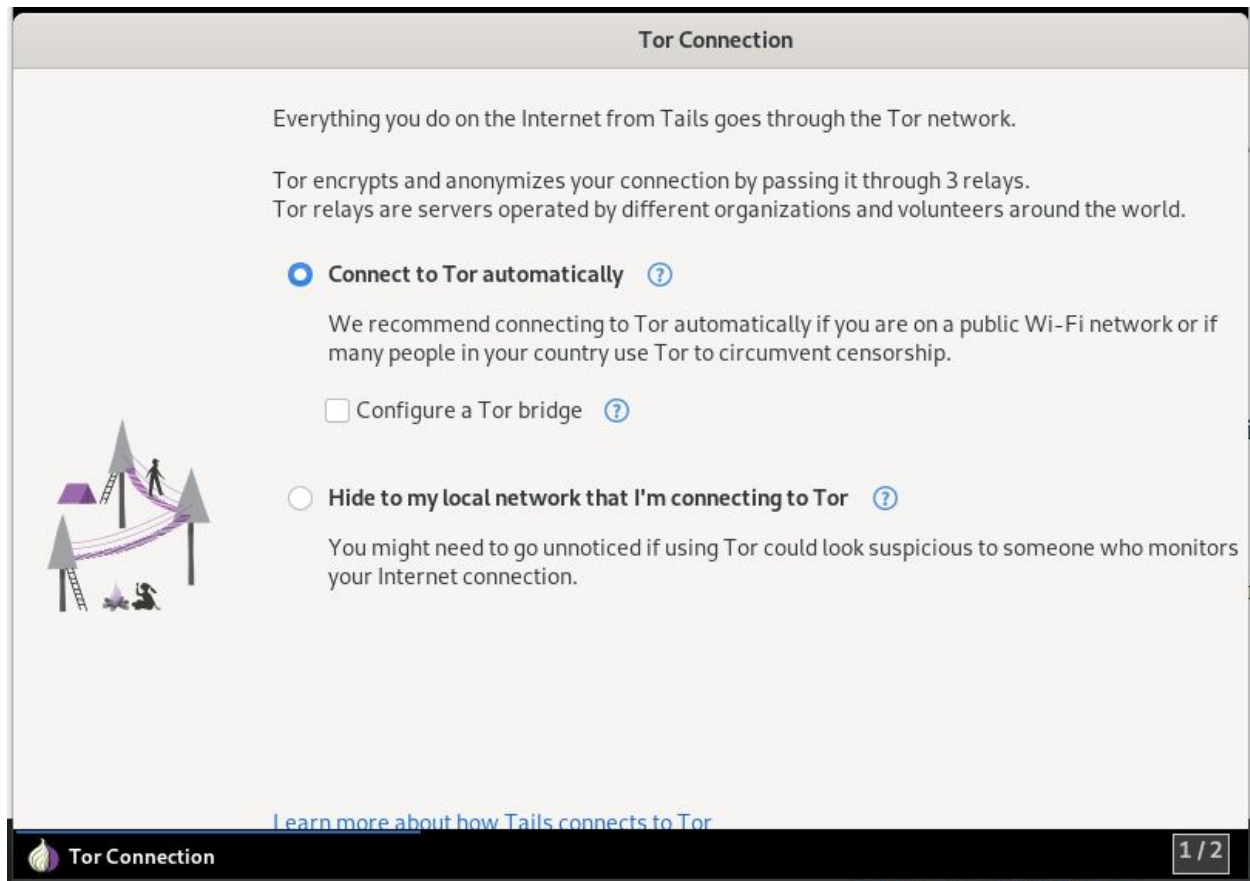 Tor Connection
Everything you do on the Internet from Tails goes through the Tor network.
Tor encrypts and anonymizes your connection by passing it through 3 relays.
Tor relays are servers operated by different organizations and volunteers around the world.
Connect to Tor automatically ?
We recommend connecting to Tor automatically if you are on a public Wi-Fi network or if
many people in your country use Tor to circumvent censorship.
Configure a Tor bridge ?
Hide to my local network that I'm connecting to Tor ?
You might need to go unnoticed if using Tor could look suspicious to someone who monitors
your Internet connection.
Learn more about how Tails connects to Tor
Tor Connection
1 / 2